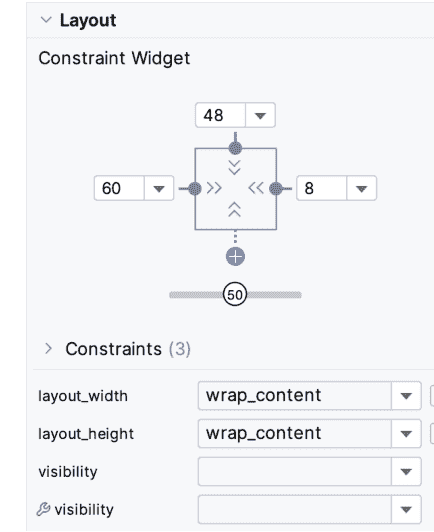 Layout
Constraint Widget
48
60
8
50
Constraints (3)
layout_width wrap_content
layout_height wrap_content
visibility
visibility